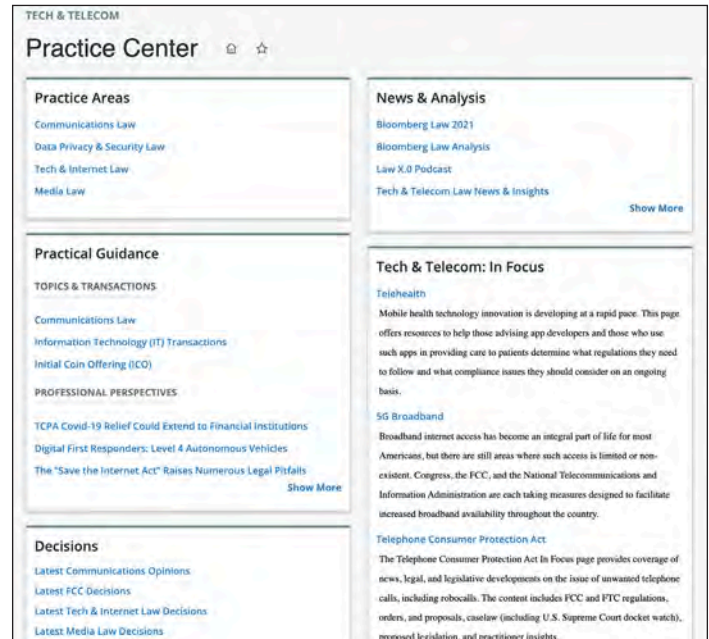 TECH & TELECOM
Practice Center
Practice Areas
Communications Law
Data Privacy & Security Law
Tech & Internet Law
Media Law
Practical Guidance
TOPICS & TRANSACTIONS
Communications Law
Information Technology (IT) Transactions
Initial Coin Offering (ICO)
PROFESSIONAL PERSPECTIVES
TCPA Covid-19 Relief Could Extend to Financial Institutions
Digital First Responders: Level 4 Autonomous Vehicles
The "Save the Internet Act" Raises Numerous Legal Pitfalls
Show More
Decisions
Latest Communications Opinions
Latest FCC Decisions
Latest Tech & Internet Law Decisions
Latest Media Law Decisions
News & Analysis
Bloomberg Law 2021
Bloomberg Law Analysis
Law X.0 Podcast
Tech & Telecom Law News & Insights
Show More
Tech & Telecom: In Focus
Telehealth
Mobile health technology innovation is developing at a rapid pace. This page
offers resources to help those advising app developers and those who use
such apps in providing care to patients determine what regulations they need
to follow and what compliance issues they should consider on an ongoing
basis.
5G Broadband
Broadband internet access has become an integral part of life for most
Americans, but there are still areas where such access is limited or non-
existent. Congress, the FCC, and the National Telecommunications and
Information Administration are each taking measures designed to facilitate
increased broadband availability throughout the country.
Telephone Consumer Protection Act
The Telephone Consumer Protection Act In Focus page provides coverage of
news, legal, and legislative developments on the issue of unwanted telephone
calls, including robocalls. The content includes FCC and FTC regulations,
orders, and proposals, caselaw (including U.S. Supreme Court docket watch),
proposed legislation, and practitioner insights.